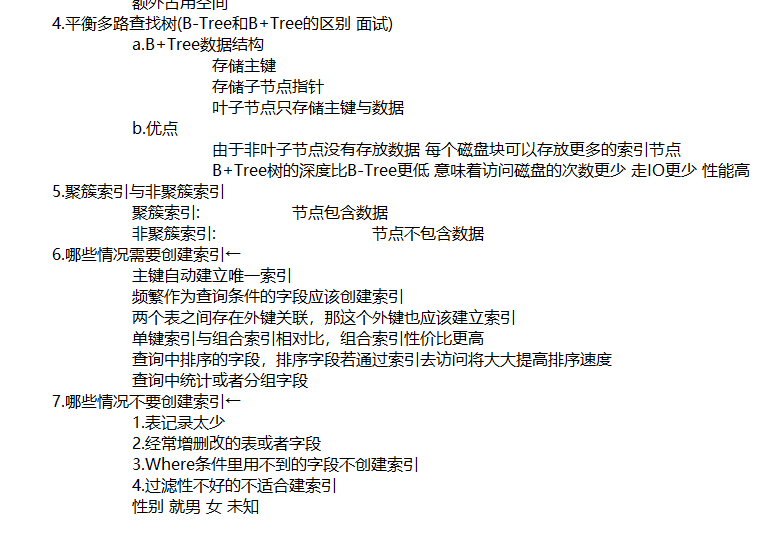 额外占用空间
4.平衡多路查找树(B-Tree和B+Tree的区别 面试)
a.B+Tree数据结构
存储主键
存储子节点指针
叶子节点只存储主键与数据
b.优点
由于非叶子节点没有存放数据 每个磁盘块可以存放更多的索引节点
B+Tree树的深度比B-Tree更低 意味着访问磁盘的次数更少 走IO更少 性能高
5.聚簇索引与非聚簇索引
聚簇索引: 节点包含数据
非聚簇索引: 节点不包含数据
6.哪些情况需要创建索引←
主键自动建立唯一索引
频繁作为查询条件的字段应该创建索引
两个表之间存在外键关联，那这个外键也应该建立索引
单键索引与组合索引相对比，组合索引性价比更高
查询中排序的字段，排序字段若通过索引去访问将大大提高排序速度
查询中统计或者分组字段
7.哪些情况不要创建索引←
1.表记录太少
2.经常增删改的表或者字段
3.Where条件里用不到的字段不创建索引
4.过滤性不好的不适合建索引
性别 就男 女 未知